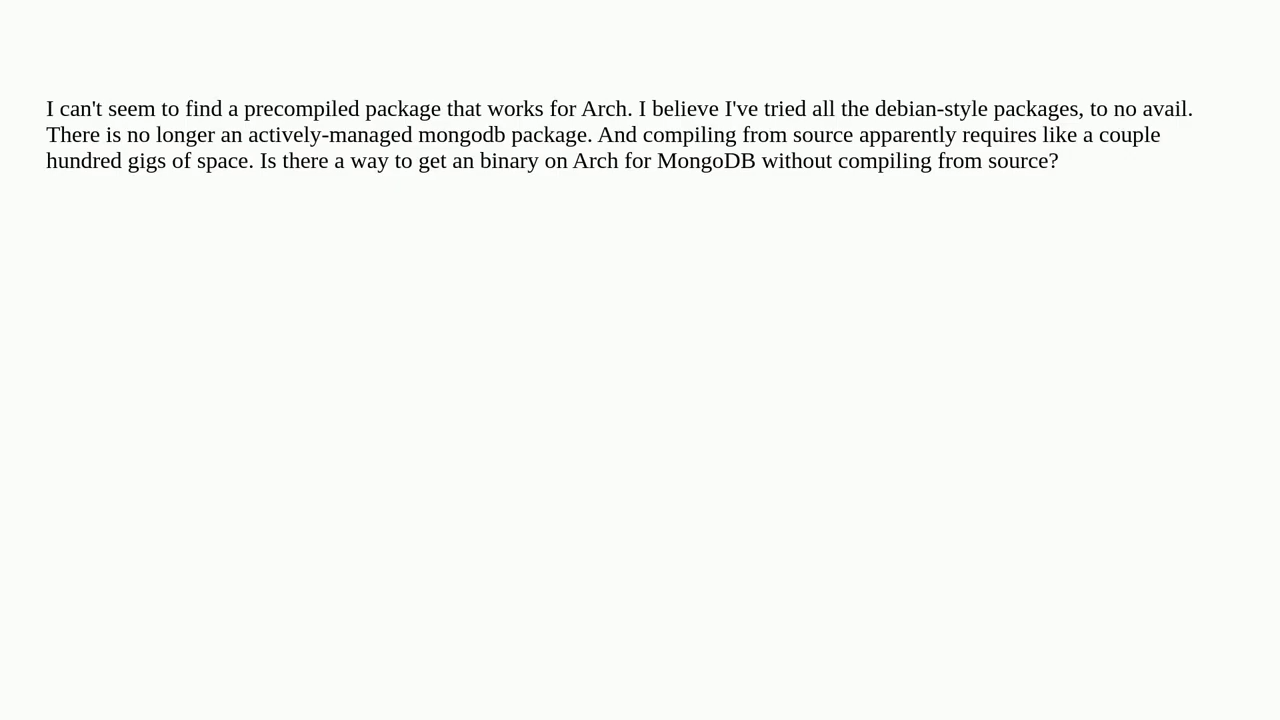 I can't seem to find a precompiled package that works for Arch. I believe I've tried all the debian-style packages, to no avail.
There is no longer an actively-managed mongodb package. And compiling from source apparently requires like a couple
hundred gigs of space. Is there a way to get an binary on Arch for MongoDB without compiling from source?